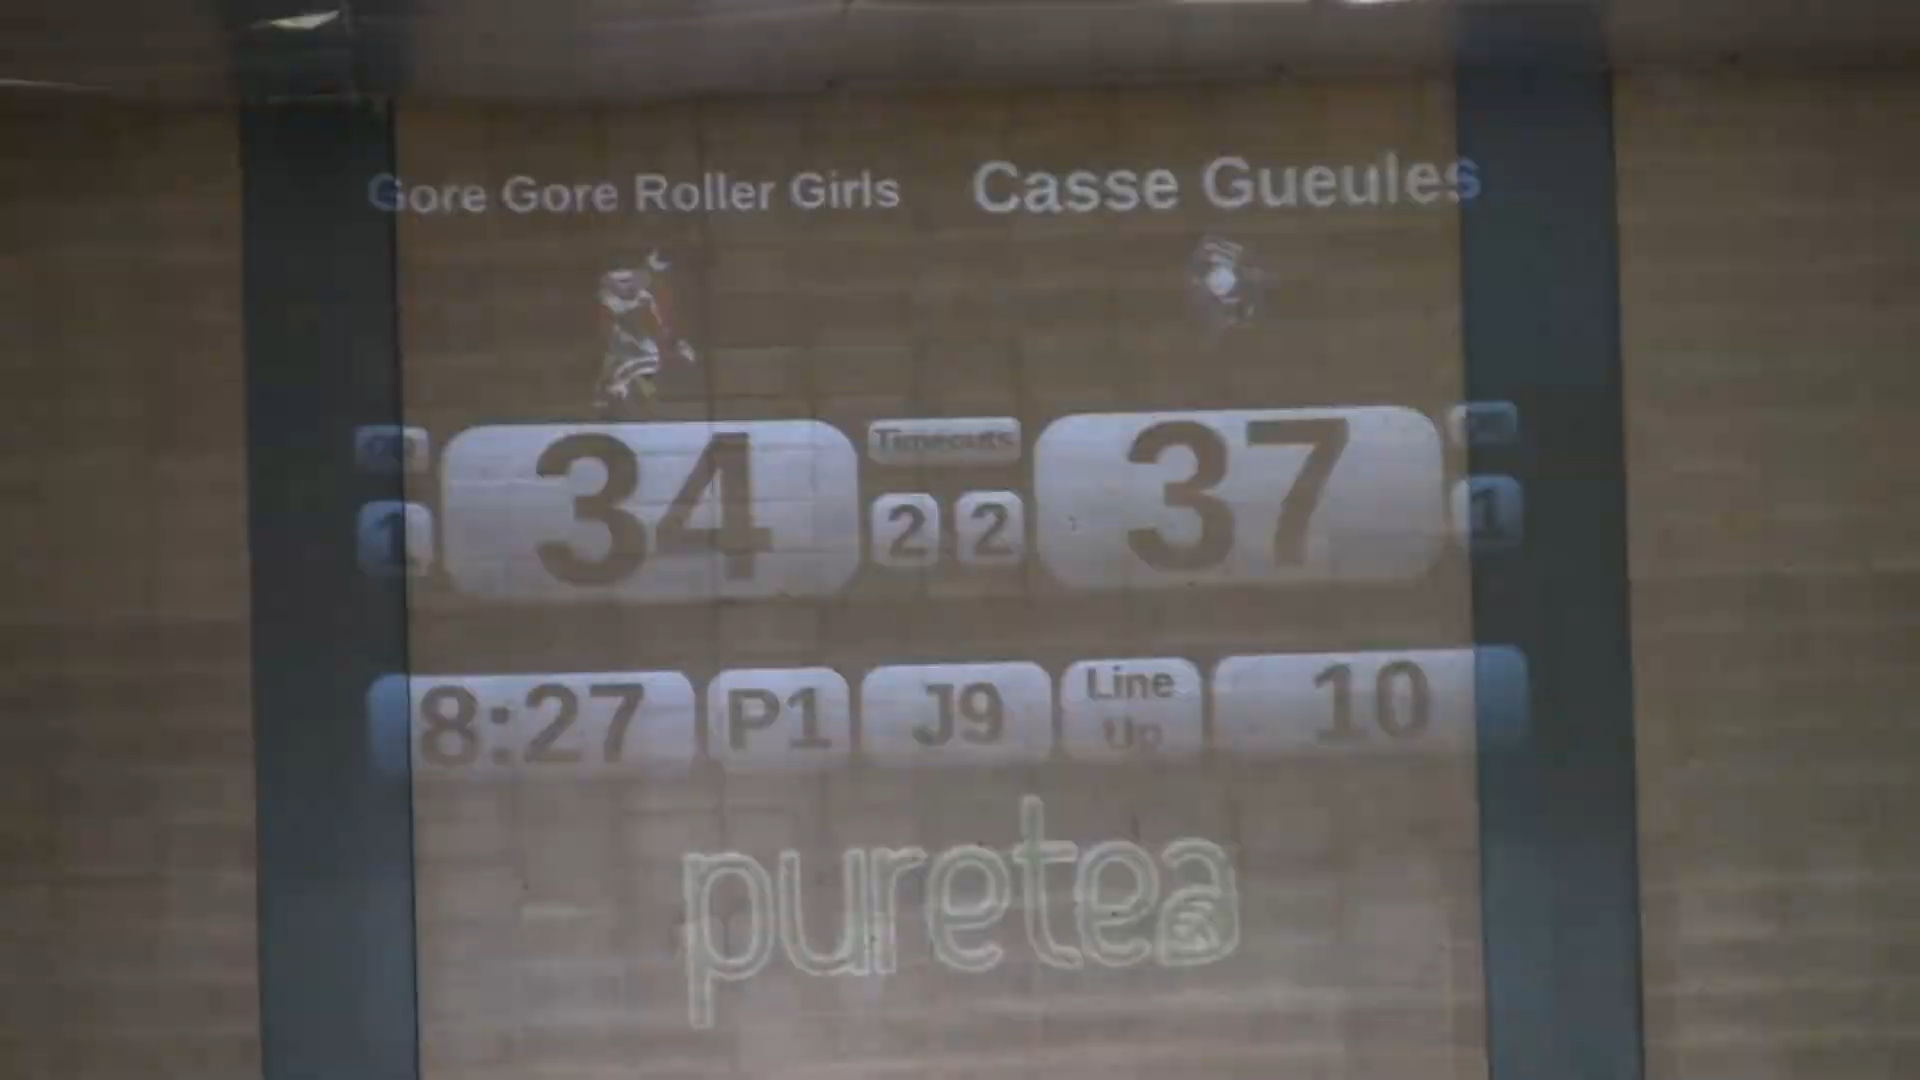 Gore Gore Roller Girls
Casse Gueules
34
Timeouts
37
1
2
2
1
8:27
P1
J9
Line
Up
10
puretea